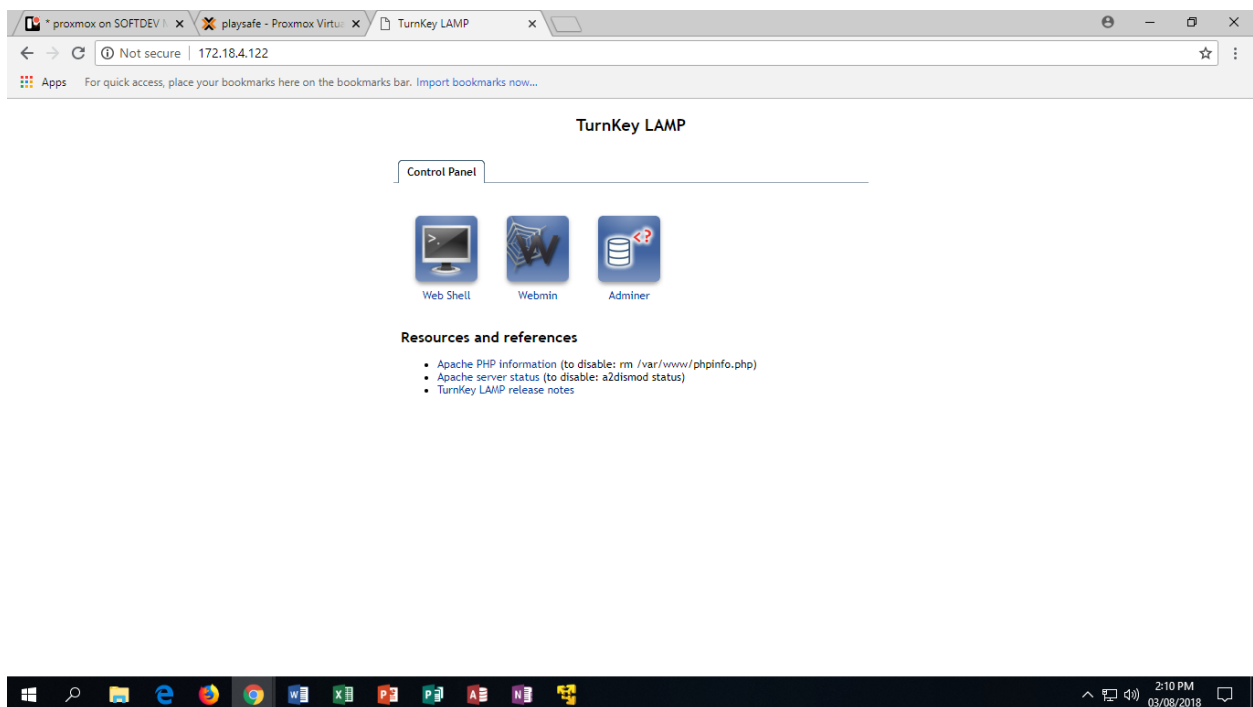 * proxmox on SOFTDEV
playsafe - Proxmox Virtua
TurnKey LAMP
Not secure | 172.18.4.122
Apps For quick access, place your bookmarks here on the bookmarks bar. Import bookmarks now...
TurnKey LAMP
Control Panel
>_
<?
Web Shell Webmin Adminer
Resources and references
• Apache PHP information (to disable: rm /var/www/phpinfo.php)
• Apache server status (to disable: a2dismod status)
• TurnKey LAMP release notes
2:10 PM
03/08/2018